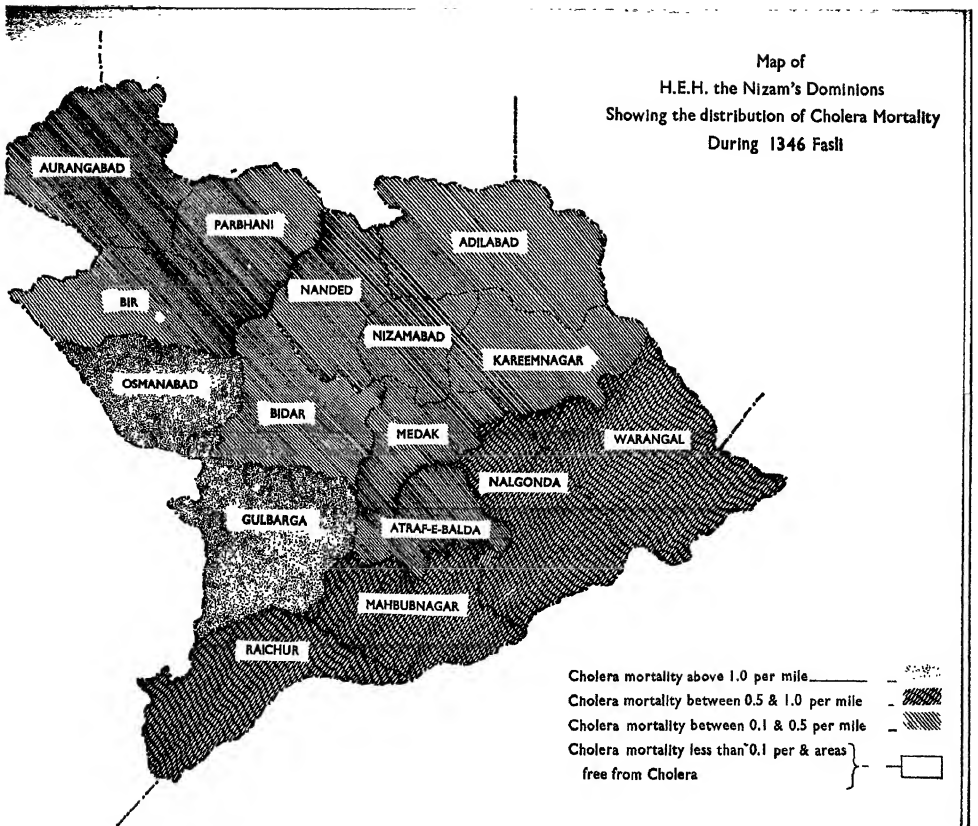 Map of
H.E.H. the Nizam's Dominions
Showing the distribution of Cholera Mortality
During 1346 Fasli
AURANGABAD
PARBHANI
ADILABAD
NANDED
BIR
NIZAMABAD
KAREEMNAGAR
OSMANABAD
BIDAR
MEDAK
WARANGAL
NALGONDA
GULBARGA
ATRAF-E-BALDA
MAHBUBNAGAR
RAICHUR
Cholera mortality above 1.0 per mile
Cholera mortality between 0.5 & 1.0 per mile
Cholera mortality between 0.1 & 0.5 per mile
Cholera mortality less than 0.1 per & areas
free from Cholera